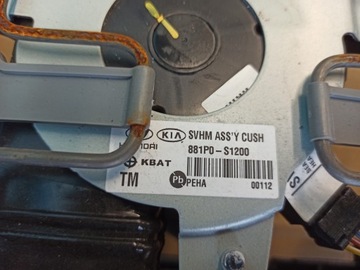 KIA SVHM ASS'Y CUSH
881P0-S1200
KBAT
TM Pb PEHA 00112